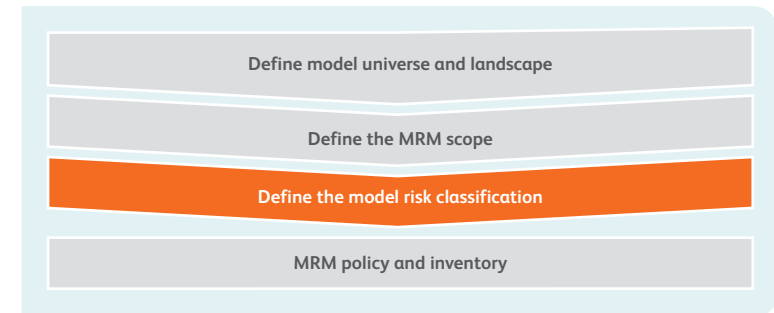 Define model universe and landscape
Define the MRM scope
Define the model risk classification
MRM policy and inventory